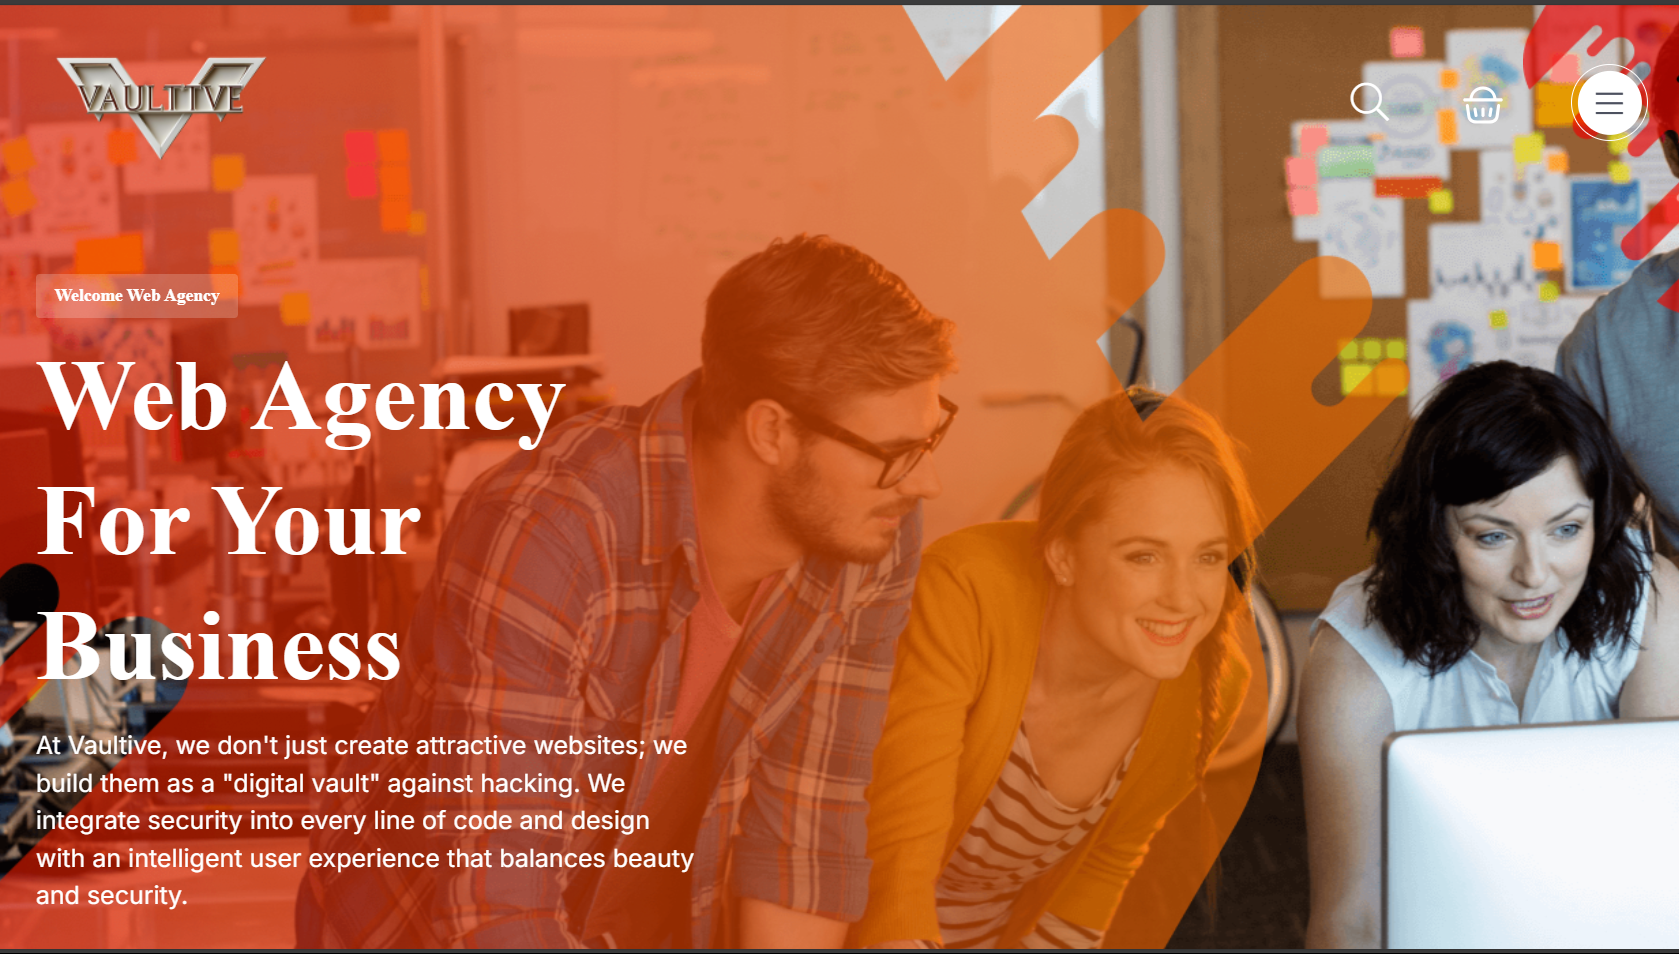 VAULTIVE
Welcome Web Agency
Web Agency
For Your
Business
At Vaultive, we don't just create attractive websites; we
build them as a "digital vault" against hacking. We
integrate security into every line of code and design
with an intelligent user experience that balances beauty
and security.